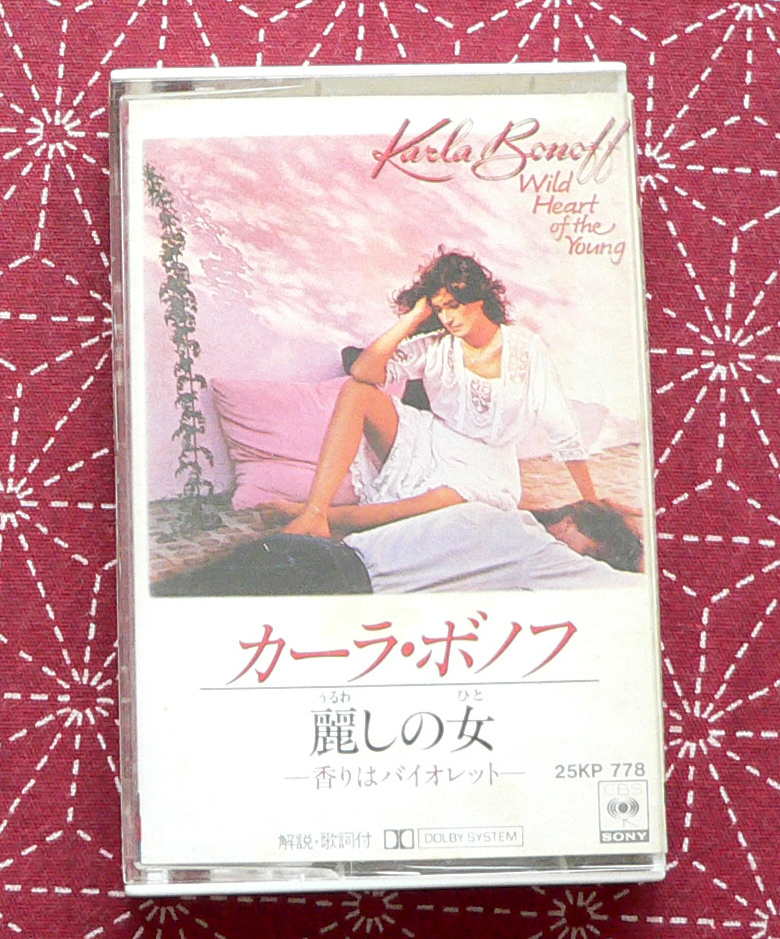 Karla Bonoff
Wild
Heart
of the
Young
カーラ・ボノフ
うるわ ひと
麗しの女
—香りはバイオレット—
25KP 778
CBS
SONY
解説・歌詞付 DOLBY SYSTEM